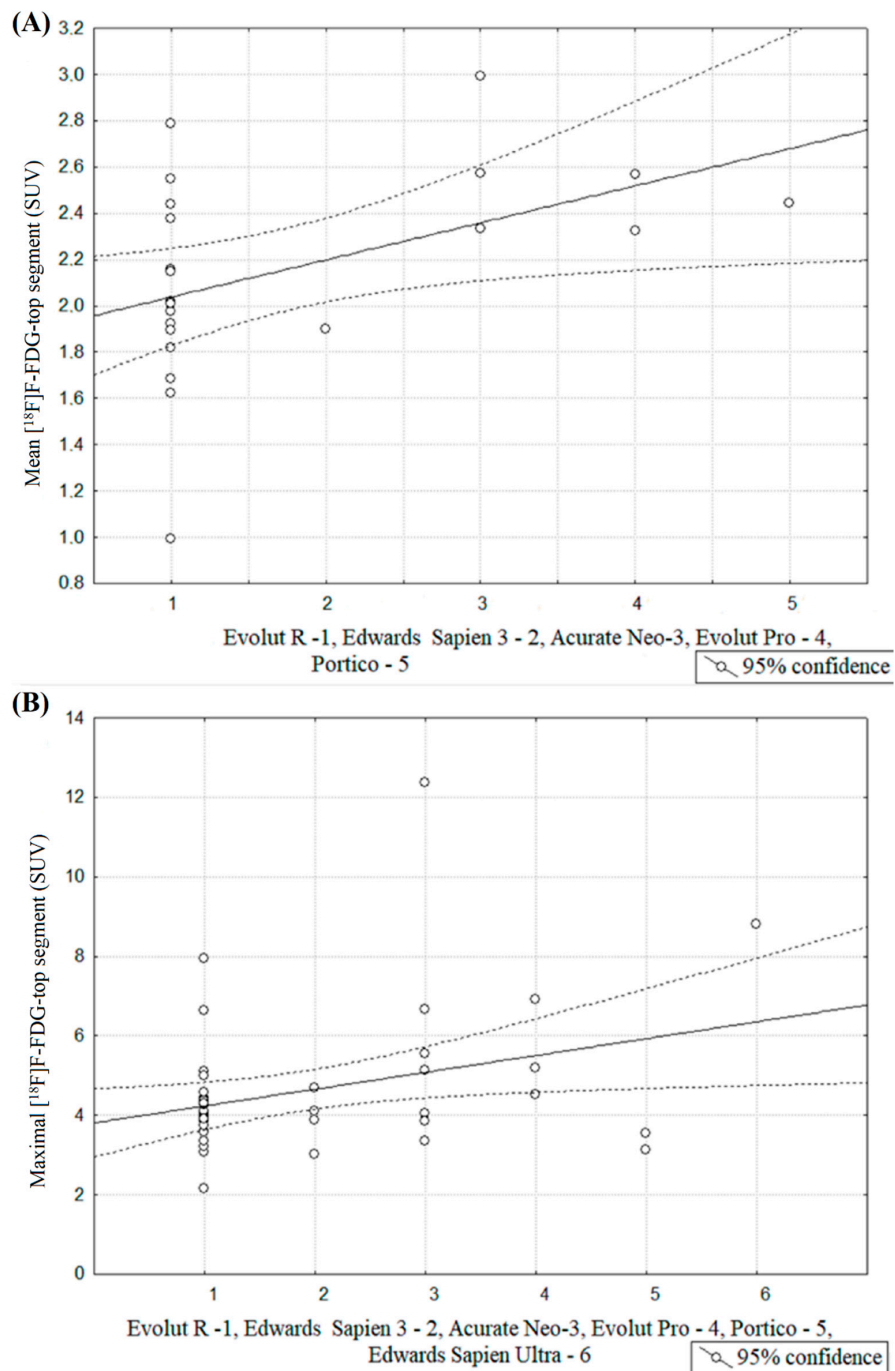 (A)
3.2
3.0
2.8
2.6
2.4
2.2
2.0
1.8
1.6
1.4
1.2
1.0
0.8
Mean [¹⁸F]F-FDG-top segment (SUV)
1 2 3 4 5
Evolut R -1, Edwards Sapien 3 - 2, Acurate Neo-3, Evolut Pro - 4,
Portico - 5
95% confidence
(B)
14
12
10
8
6
4
2
0
Maximal [¹⁸F]F-FDG-top segment (SUV)
1 2 3 4 5 6
Evolut R -1, Edwards Sapien 3 - 2, Acurate Neo-3, Evolut Pro - 4, Portico - 5,
Edwards Sapien Ultra - 6
95% confidence